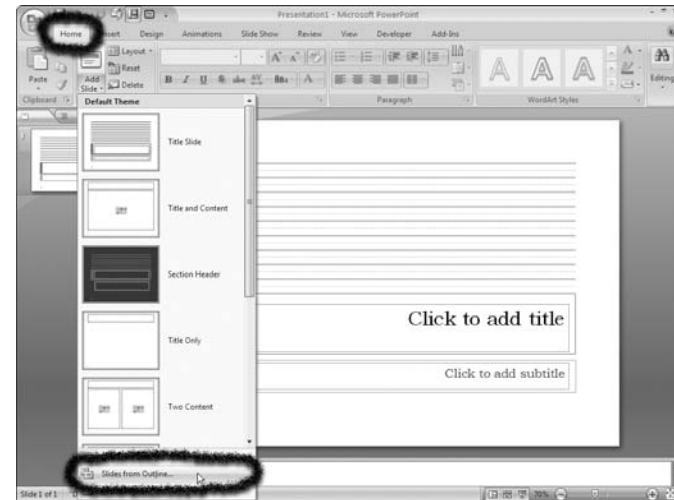 Presentation1 - Microsoft PowerPoint
Home Insert Design Animations Slide Show Review View Developer Add-Ins
Layout
Reset
Delete
Paste
Add Slide
Editing
Clipboard Paragraph WordArt Styles
Default Theme
Title Slide
Title and Content
Section Header
Title Only
Two Content
Slides from Outline...
Click to add title
Click to add subtitle
Slide 1 of 1
70%